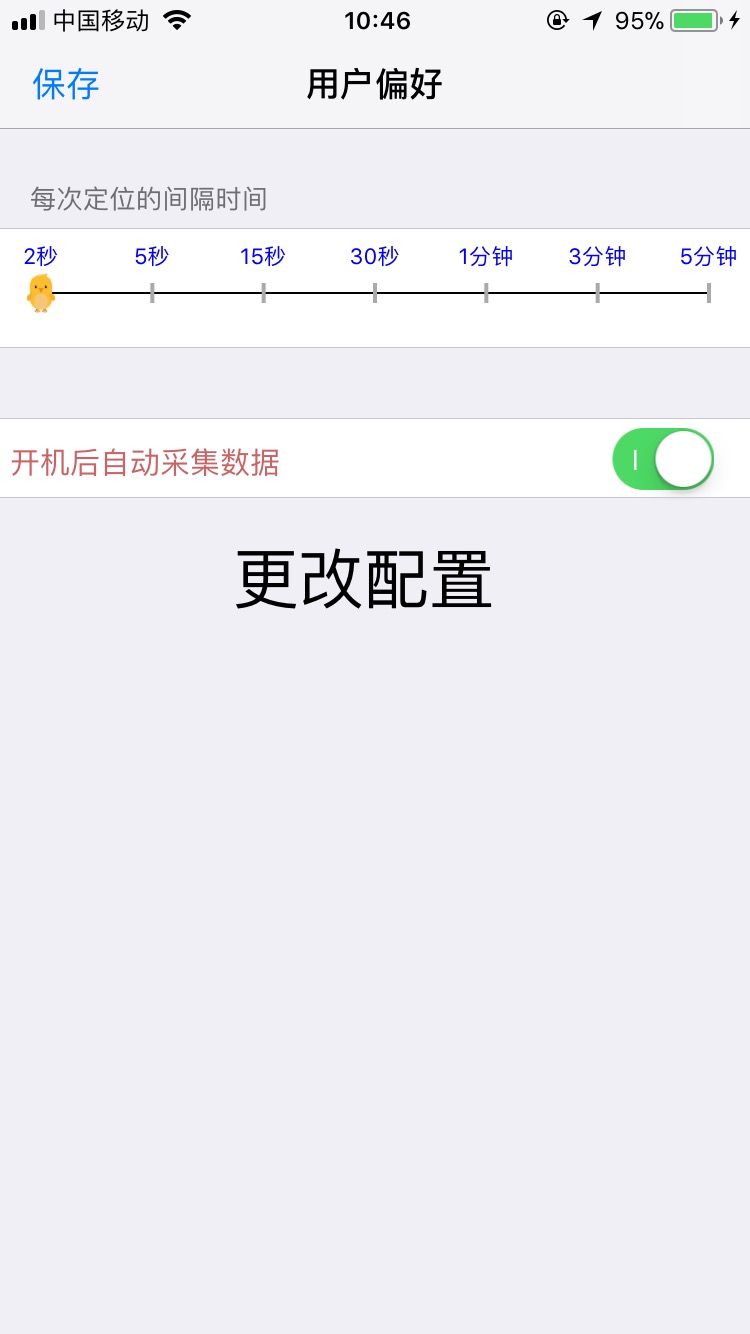 中国移动 10:46 95%
保存 用户偏好
每次定位的间隔时间
2秒 5秒 15秒 30秒 1分钟 3分钟 5分钟
开机后自动采集数据
更改配置